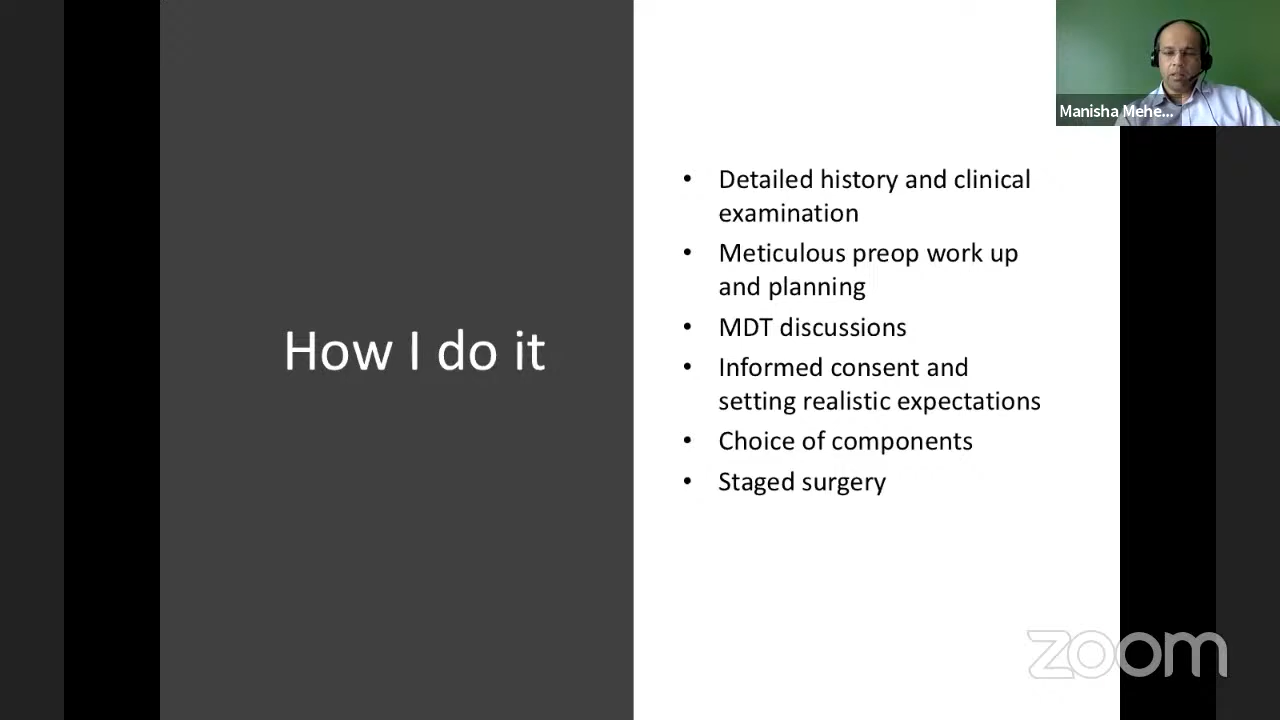 Manisha Mehe...
How I do it
• Detailed history and clinical
examination
• Meticulous preop work up
and planning
• MDT discussions
• Informed consent and
setting realistic expectations
• Choice of components
• Staged surgery
zoom